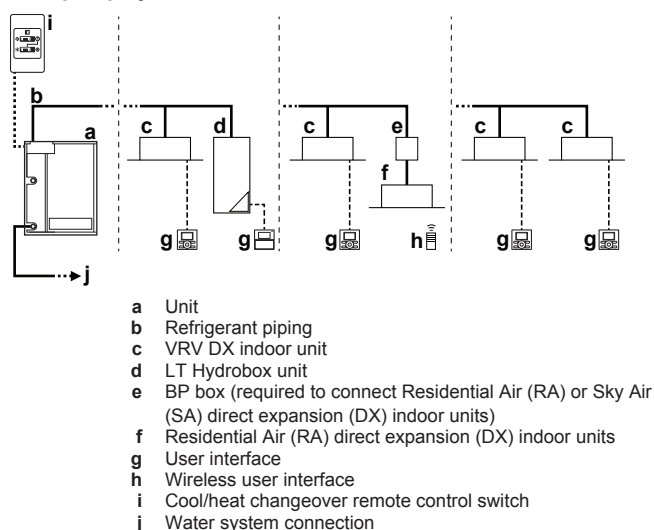 i
b
a
c
d
c
e
c
c
f
g
g
g
h
g
g
j
a Unit
b Refrigerant piping
c VRV DX indoor unit
d LT Hydrobox unit
e BP box (required to connect Residential Air (RA) or Sky Air
(SA) direct expansion (DX) indoor units)
f Residential Air (RA) direct expansion (DX) indoor units
g User interface
h Wireless user interface
i Cool/heat changeover remote control switch
j Water system connection